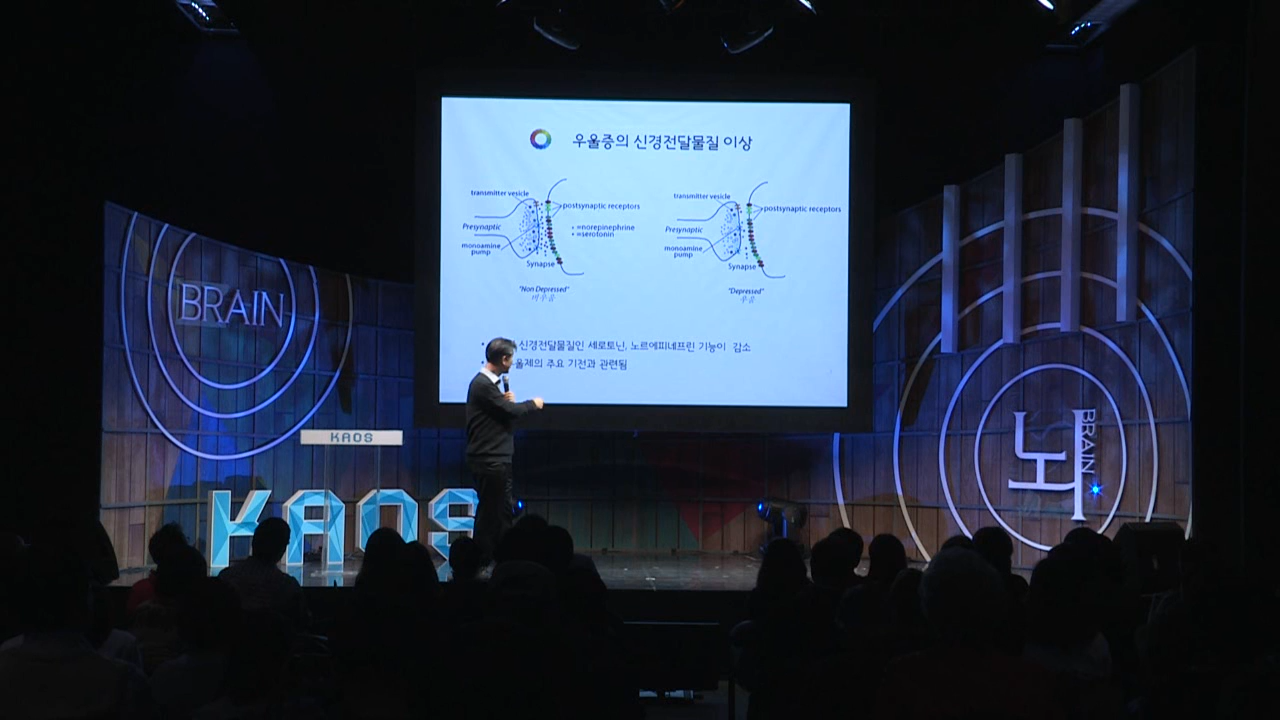 우울증의 신경전달물질 이상
transmitter vesicle
postsynaptic receptors
Presynaptic
• =norepinephrine
• =serotonin
monoamine
pump
Synapse
"Non Depressed"
비우울
transmitter vesicle
postsynaptic receptors
Presynaptic
monoamine
pump
Synapse
"Depressed"
우울
신경전달물질인 세로토닌, 노르에피네프린 기능이 감소
주요 기전과 관련됨
BRAIN
KAOS
KAOS
뇌
BRAIN